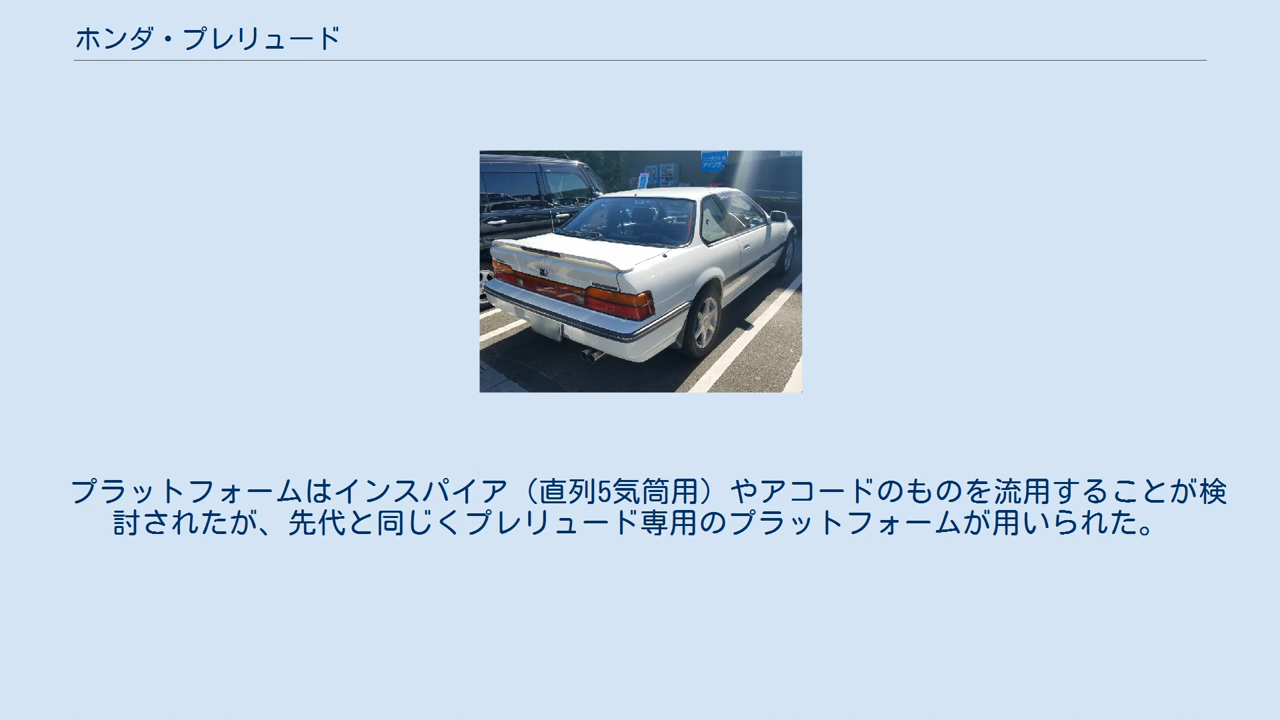 ホンダ・プレリュード
プラットフォームはインスパイア（直列5気筒用）やアコードのものを流用することが検
討されたが、先代と同じくプレリュード専用のプラットフォームが用いられた。